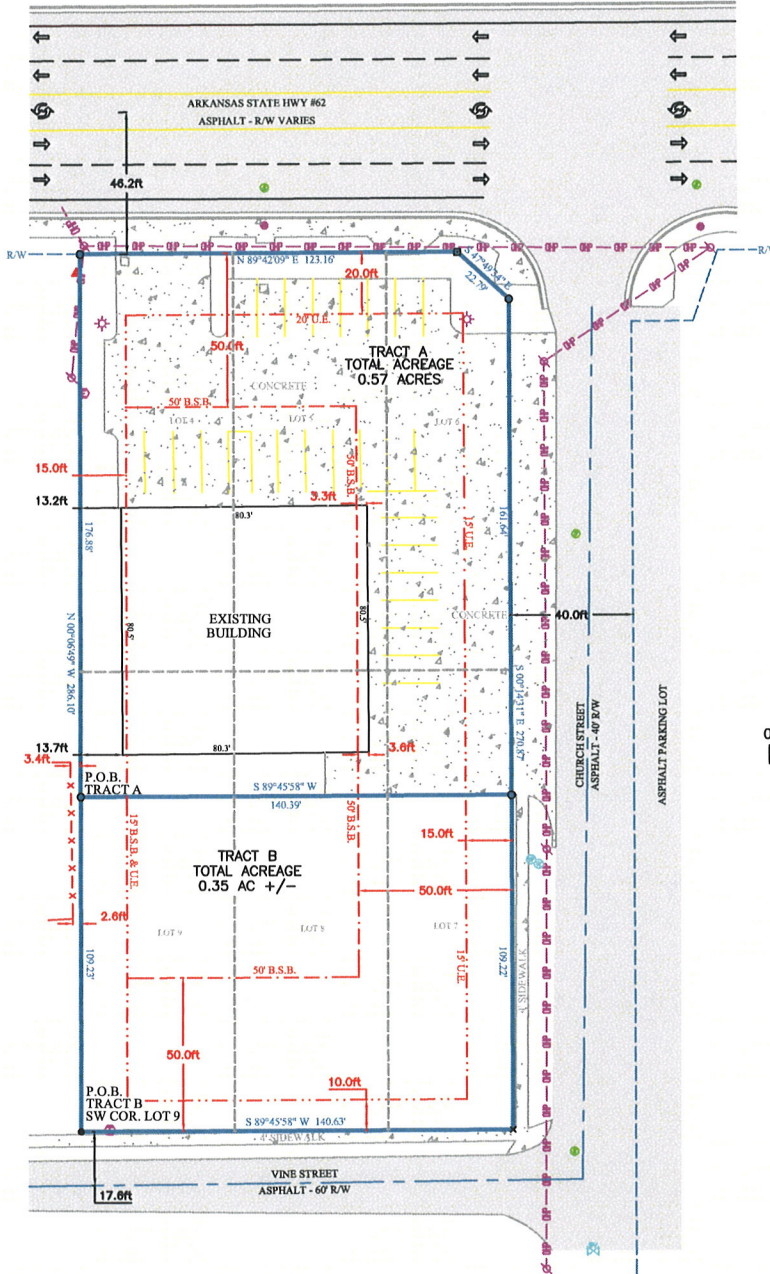 ARKANSAS STATE HWY #62
ASPHALT - R/W VARIES
46.2ft
R/W
R/W
N 89°42'09" E 123.16'
S 47°49'54" E
22.79'
20.0ft
20' U.E.
50.0ft
TRACT A
TOTAL ACREAGE
0.57 ACRES
CONCRETE
50' B.S.B.
LOT 4
LOT 5
LOT 6
50' B.S.B.
15.0ft
13.2ft
3.3ft
80.3'
176.88'
161.64'
15' U.E.
EXISTING
BUILDING
80.5'
80.5'
CONCRETE
40.0ft
N 00°06'49" W 286.10'
S 00°14'31" E 270.87'
CHURCH STREET
ASPHALT - 40' R/W
ASPHALT PARKING LOT
13.7ft
80.3'
3.6ft
3.4ft
P.O.B.
TRACT A
S 89°45'58" W
140.39'
15' B.S.B. & U.E.
50' B.S.B.
15.0ft
TRACT B
TOTAL ACREAGE
0.35 AC +/-
50.0ft
2.6ft
LOT 9
LOT 8
LOT 7
109.23'
109.22'
50' B.S.B.
15' U.E.
4' SIDEWALK
50.0ft
10.0ft
P.O.B.
TRACT B
SW COR. LOT 9
S 89°45'58" W 140.63'
4' SIDEWALK
VINE STREET
ASPHALT - 60' R/W
17.6ft